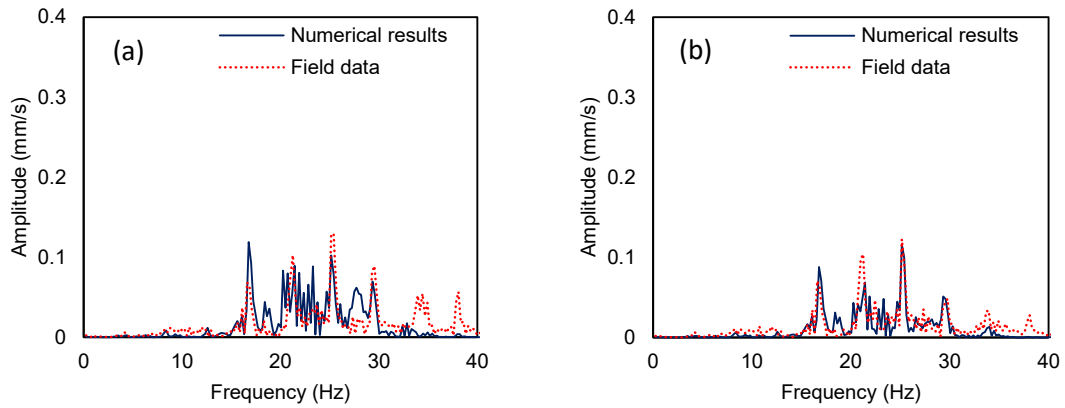 0.4
(a)
Numerical results
Field data
0.3
0.2
0.1
0
Amplitude (mm/s)
0 10 20 30 40
Frequency (Hz)
0.4
(b)
Numerical results
Field data
0.3
0.2
0.1
0
Amplitude (mm/s)
0 10 20 30 40
Frequency (Hz)